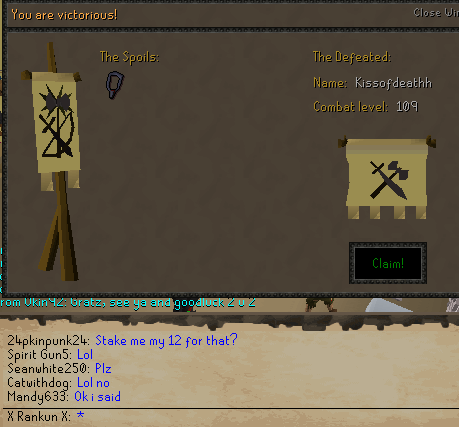 You are victorious!
Close Win
The Spoils:
The Defeated:
Name: Kissofdeathh
Combat level: 109
Claim!
rom Okin42: Gratz, see ya and goodluck 2 u 2
24pkinpunk24: Stake me my 12 for that?
Spirit Gun5: Lol
Seanwhite250: Plz
Catwithdog: Lol no
Mandy633: Ok i said
X Rankun X: *